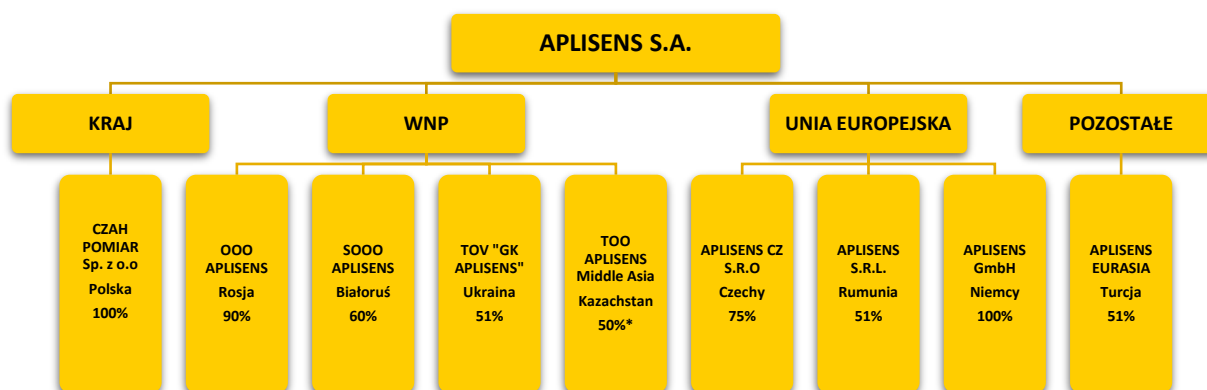 APLISENS S.A.
KRAJ
WNP
UNIA EUROPEJSKA
POZOSTAŁE
CZAH
POMIAR
Sp. z o.o
Polska
100%
OOO
APLISENS
Rosja
90%
SOOO
APLISENS
Białoruś
60%
TOV "GK
APLISENS"
Ukraina
51%
TOO
APLISENS
Middle Asia
Kazachstan
50%*
APLISENS CZ
S.R.O
Czechy
75%
APLISENS
S.R.L.
Rumunia
51%
APLISENS
GmbH
Niemcy
100%
APLISENS
EURASIA
Turcja
51%